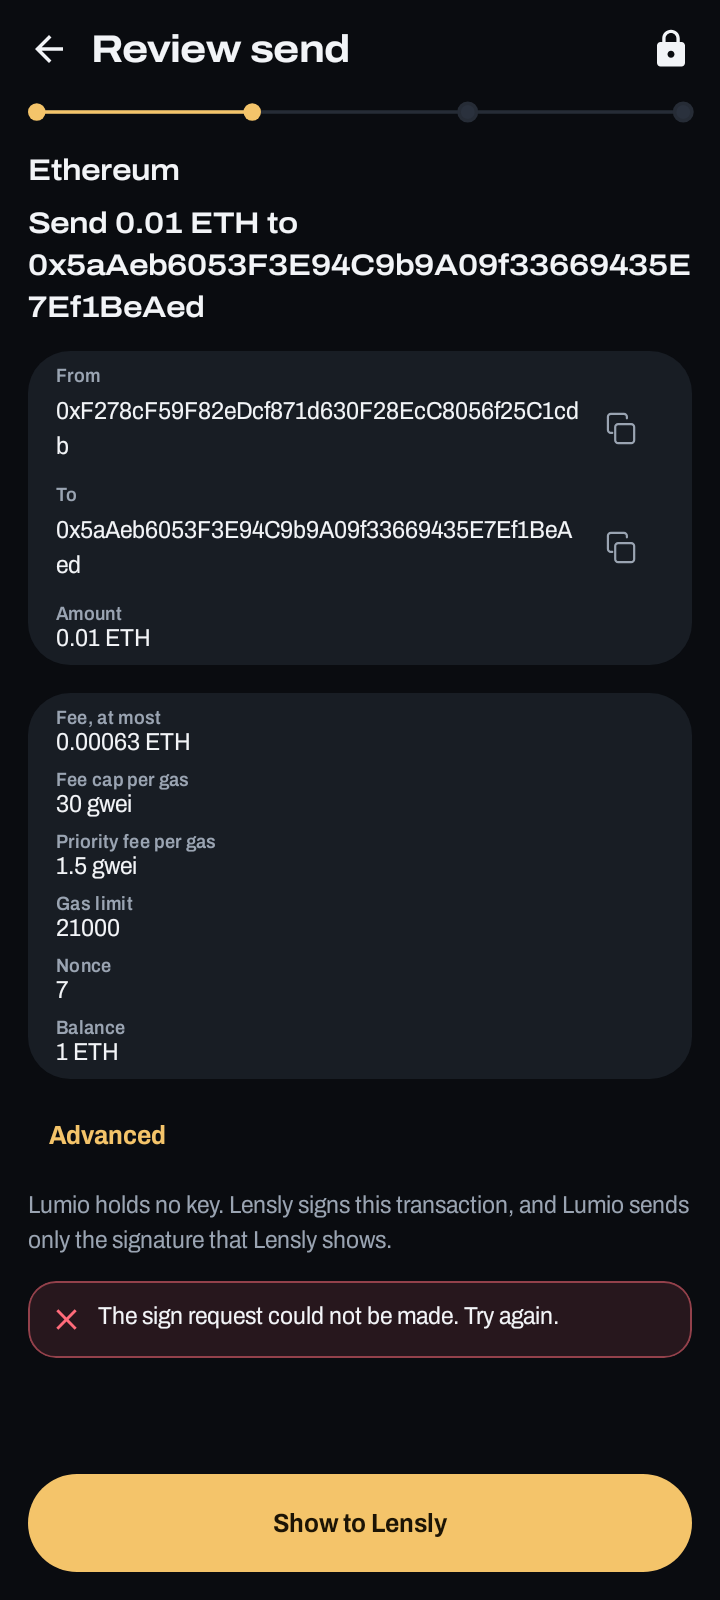 Review send
Ethereum
Send 0.01 ETH to
0x5aAeb6053F3E94C9b9A09f33669435E
7Ef1BeAed
From
0xF278cF59F82eDcf871d630F28EcC8056f25C1cd
b
To
0x5aAeb6053F3E94C9b9A09f33669435E7Ef1BeA
ed
Amount
0.01 ETH
Fee, at most
0.00063 ETH
Fee cap per gas
30 gwei
Priority fee per gas
1.5 gwei
Gas limit
21000
Nonce
7
Balance
1 ETH
Advanced
Lumio holds no key. Lensly signs this transaction, and Lumio sends
only the signature that Lensly shows.
The sign request could not be made. Try again.
Show to Lensly